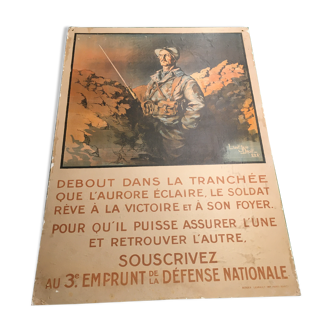 DEBOUT DANS LA TRANCHÉE
QUE L'AURORE ÉCLAIRE, LE SOLDAT
RÊVE À LA VICTOIRE ET À SON FOYER.
POUR QU'IL PUISSE ASSURER L'UNE
ET RETROUVER L'AUTRE,
SOUSCRIVEZ
AU 3e EMPRUNT DE LA DÉFENSE NATIONALE